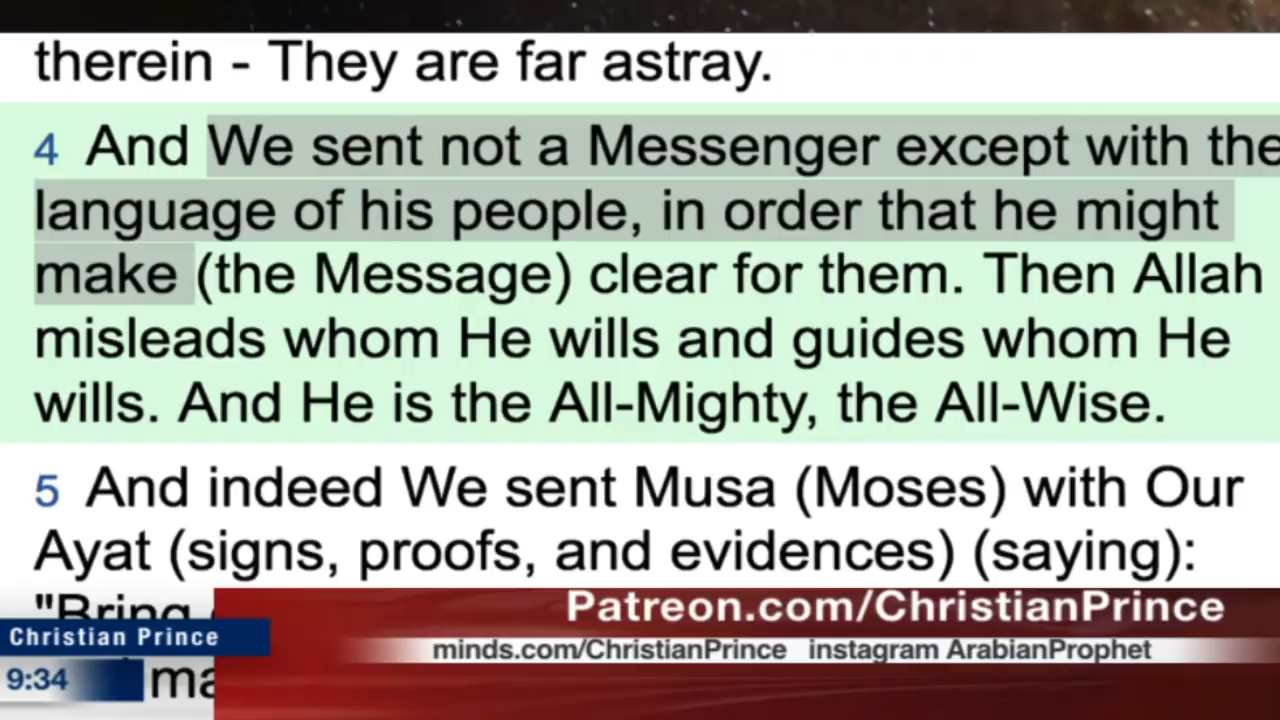 therein - They are far astray.
4 And We sent not a Messenger except with the
language of his people, in order that he might
make (the Message) clear for them. Then Allah
misleads whom He wills and guides whom He
wills. And He is the All-Mighty, the All-Wise.
5 And indeed We sent Musa (Moses) with Our
Ayat (signs, proofs, and evidences) (saying):
"Bring
Patreon.com/ChristianPrince
Christian Prince
minds.com/ChristianPrince instagram ArabianProphet
9:34